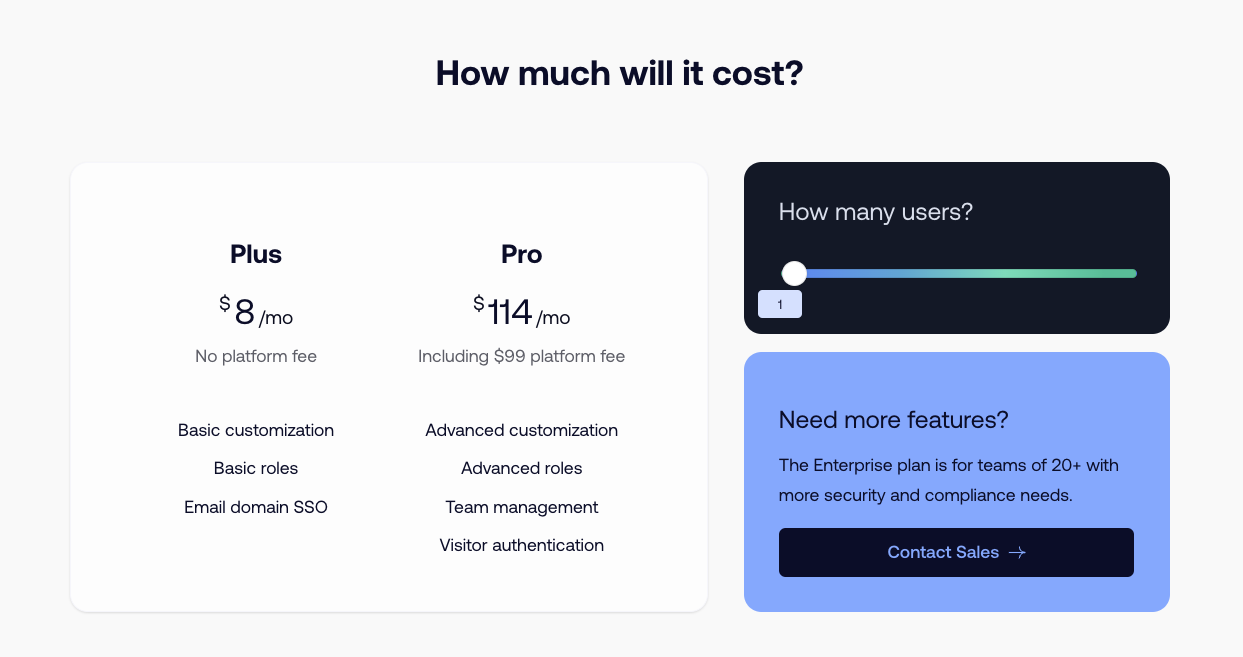 How much will it cost?
Plus
$8/mo
No platform fee
Basic customization
Basic roles
Email domain SSO
Pro
$114/mo
Including $99 platform fee
Advanced customization
Advanced roles
Team management
Visitor authentication
How many users?
1
Need more features?
The Enterprise plan is for teams of 20+ with
more security and compliance needs.
Contact Sales →